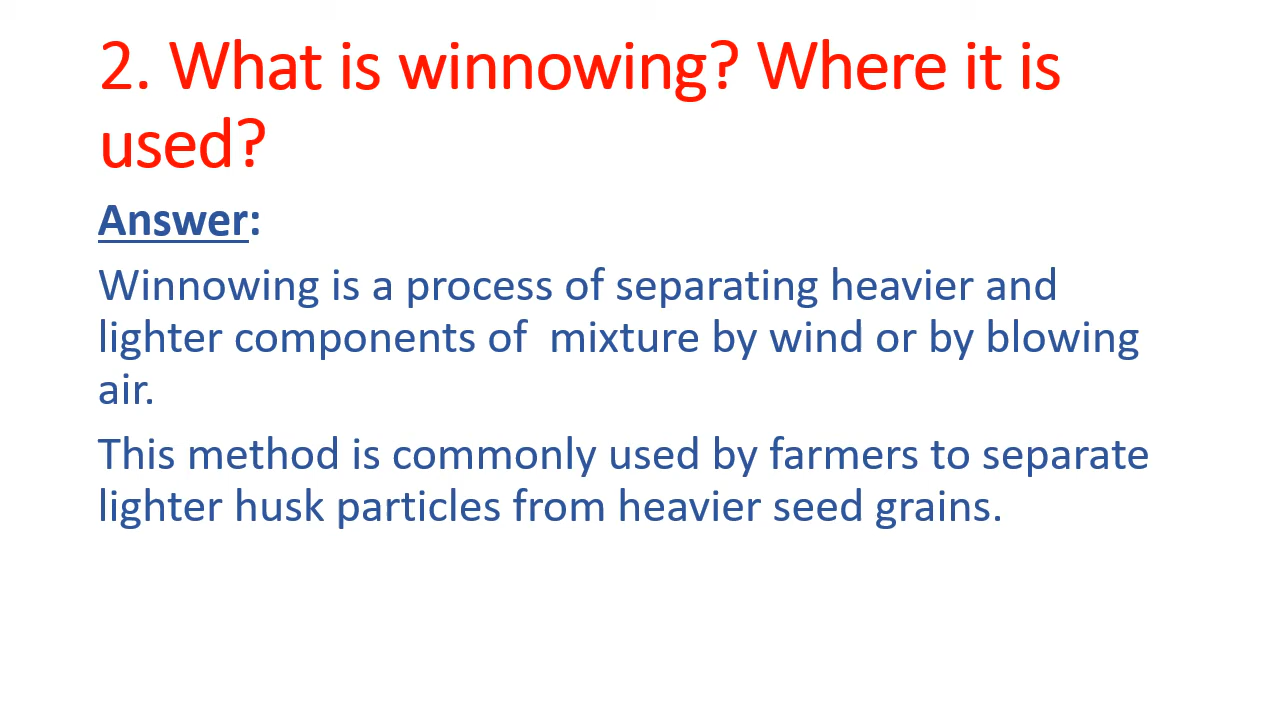 2. What is winnowing? Where it is
used?
Answer:
Winnowing is a process of separating heavier and
lighter components of  mixture by wind or by blowing
air.
This method is commonly used by farmers to separate
lighter husk particles from heavier seed grains.